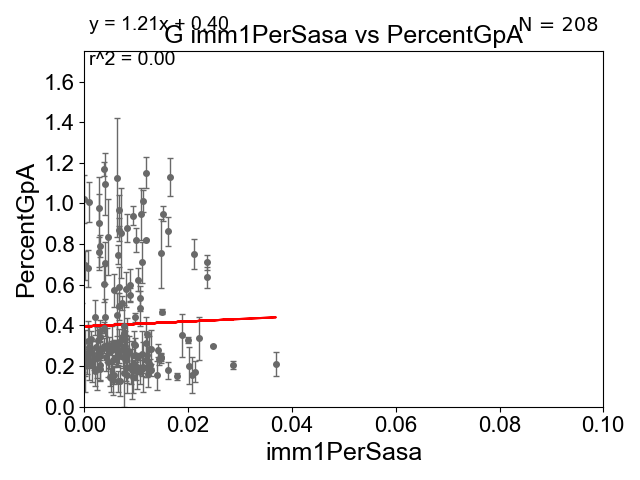 y = 1.21x + 0.40
N = 208
G imm1PerSasa vs PercentGpA
r^2 = 0.00
PercentGpA
1.6
1.4
1.2
1.0
0.8
0.6
0.4
0.2
0.0
0.00 0.02 0.04 0.06 0.08 0.10
imm1PerSasa